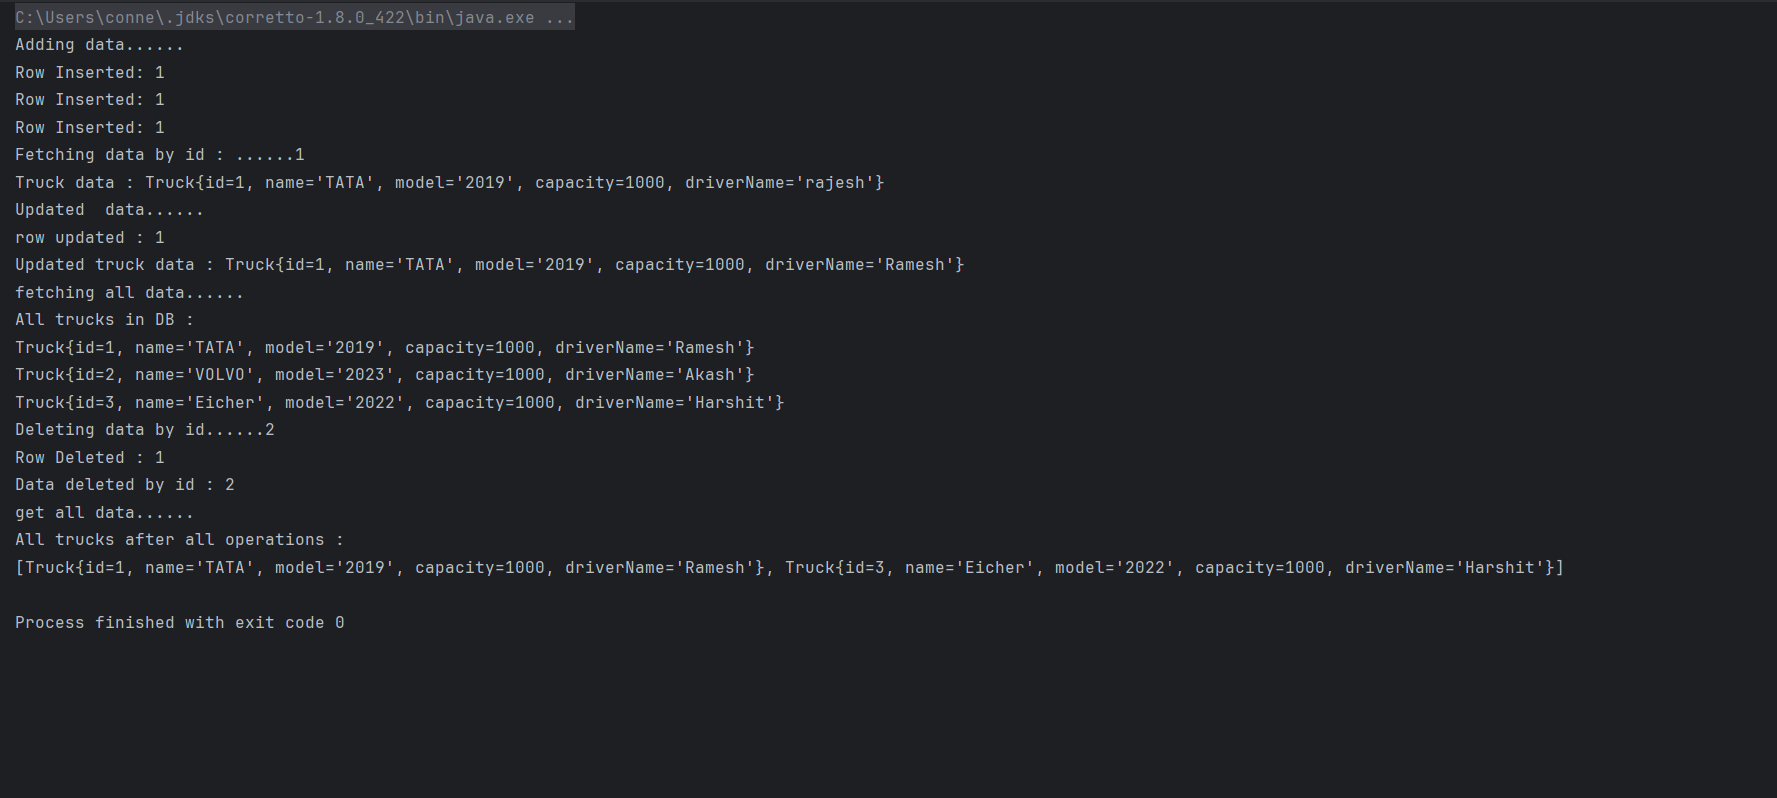 C:\Users\conne\.jdks\corretto-1.8.0_422\bin\java.exe ...
Adding data......
Row Inserted: 1
Row Inserted: 1
Row Inserted: 1
Fetching data by id : ......1
Truck data : Truck{id=1, name='TATA', model='2019', capacity=1000, driverName='rajesh'}
Updated  data......
row updated : 1
Updated truck data : Truck{id=1, name='TATA', model='2019', capacity=1000, driverName='Ramesh'}
fetching all data......
All trucks in DB :
Truck{id=1, name='TATA', model='2019', capacity=1000, driverName='Ramesh'}
Truck{id=2, name='VOLVO', model='2023', capacity=1000, driverName='Akash'}
Truck{id=3, name='Eicher', model='2022', capacity=1000, driverName='Harshit'}
Deleting data by id......2
Row Deleted : 1
Data deleted by id : 2
get all data......
All trucks after all operations :
[Truck{id=1, name='TATA', model='2019', capacity=1000, driverName='Ramesh'}, Truck{id=3, name='Eicher', model='2022', capacity=1000, driverName='Harshit'}]
Process finished with exit code 0